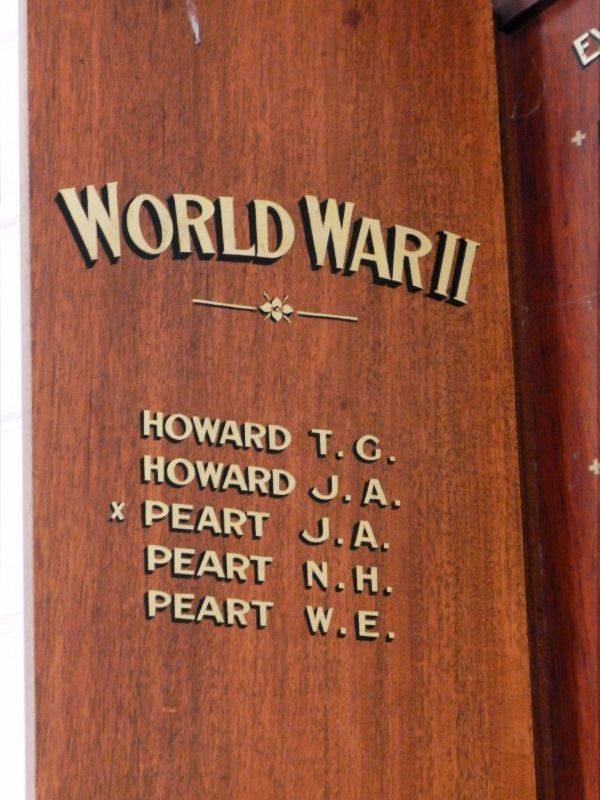 WORLD WAR II
HOWARD T. G.
HOWARD J. A.
x PEART J. A.
PEART N. H.
PEART W. E.